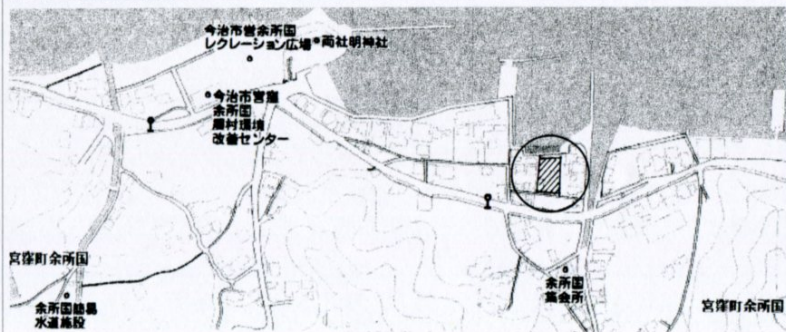 今治市営余所国
レクレーション広場
両社明神社
今治市宮窪
余所国
農村環境
改善センター
宮窪町余所国
余所国簡易
水道施設
余所国
集会所
宮窪町余所国